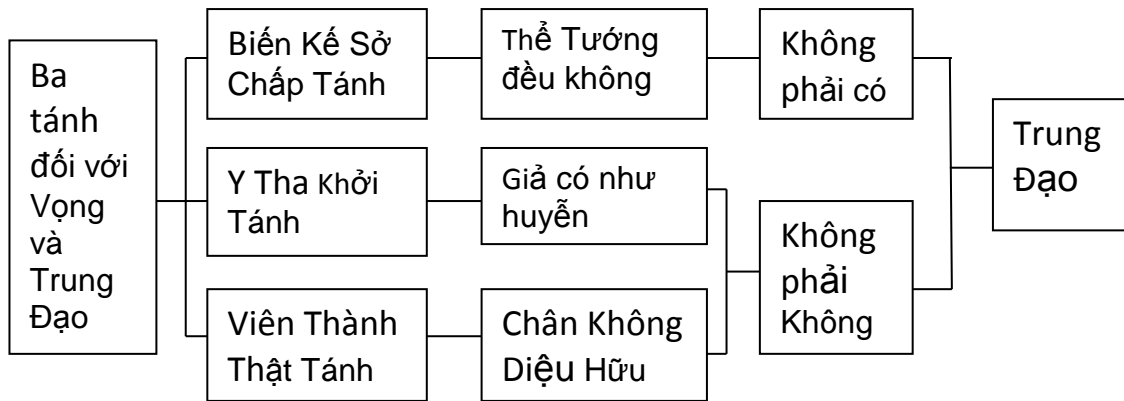 Ba
tánh
đối với
Vọng
và
Trung
Đạo
Biến Kế Sở
Chấp Tánh
Thể Tướng
đều không
Không
phải có
Y Tha Khởi
Tánh
Giả có như
huyễn
Viên Thành
Thật Tánh
Chân Không
Diệu Hữu
Không
phải
Không
Trung
Đạo